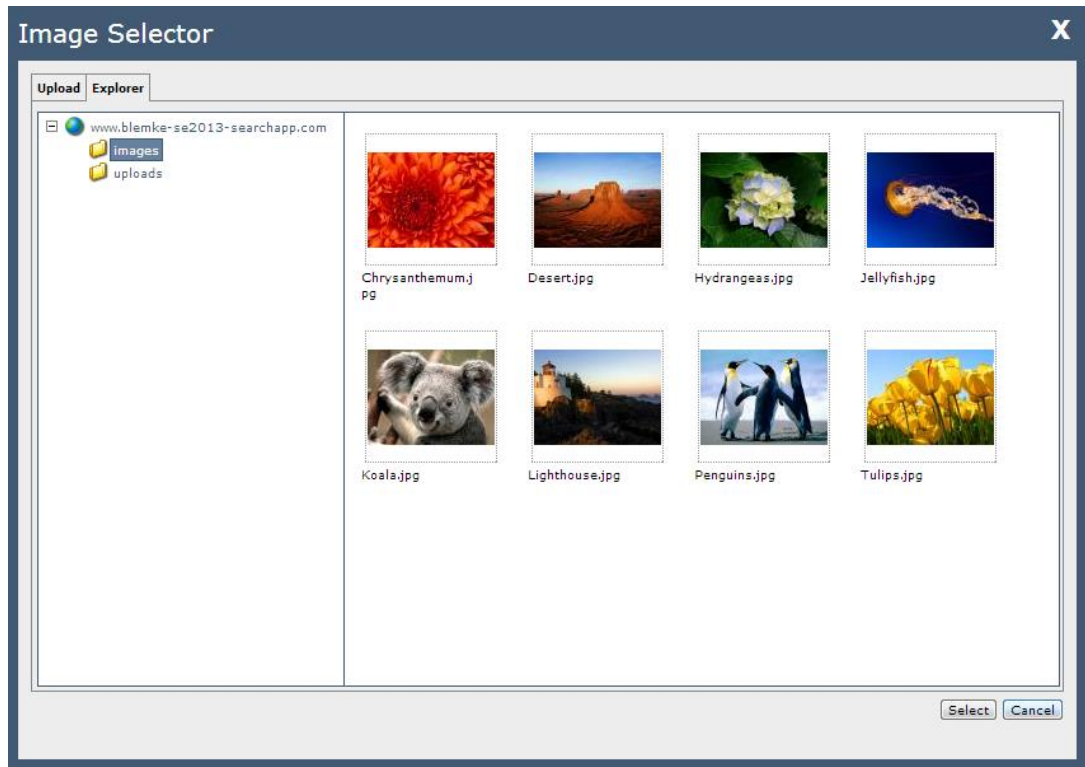 Image Selector
X
Upload Explorer
www.blemke-se2013-searchapp.com
images
uploads
Chrysanthemum.j
pg
Desert.jpg
Hydrangeas.jpg
Jellyfish.jpg
Koala.jpg
Lighthouse.jpg
Penguins.jpg
Tulips.jpg
Select Cancel